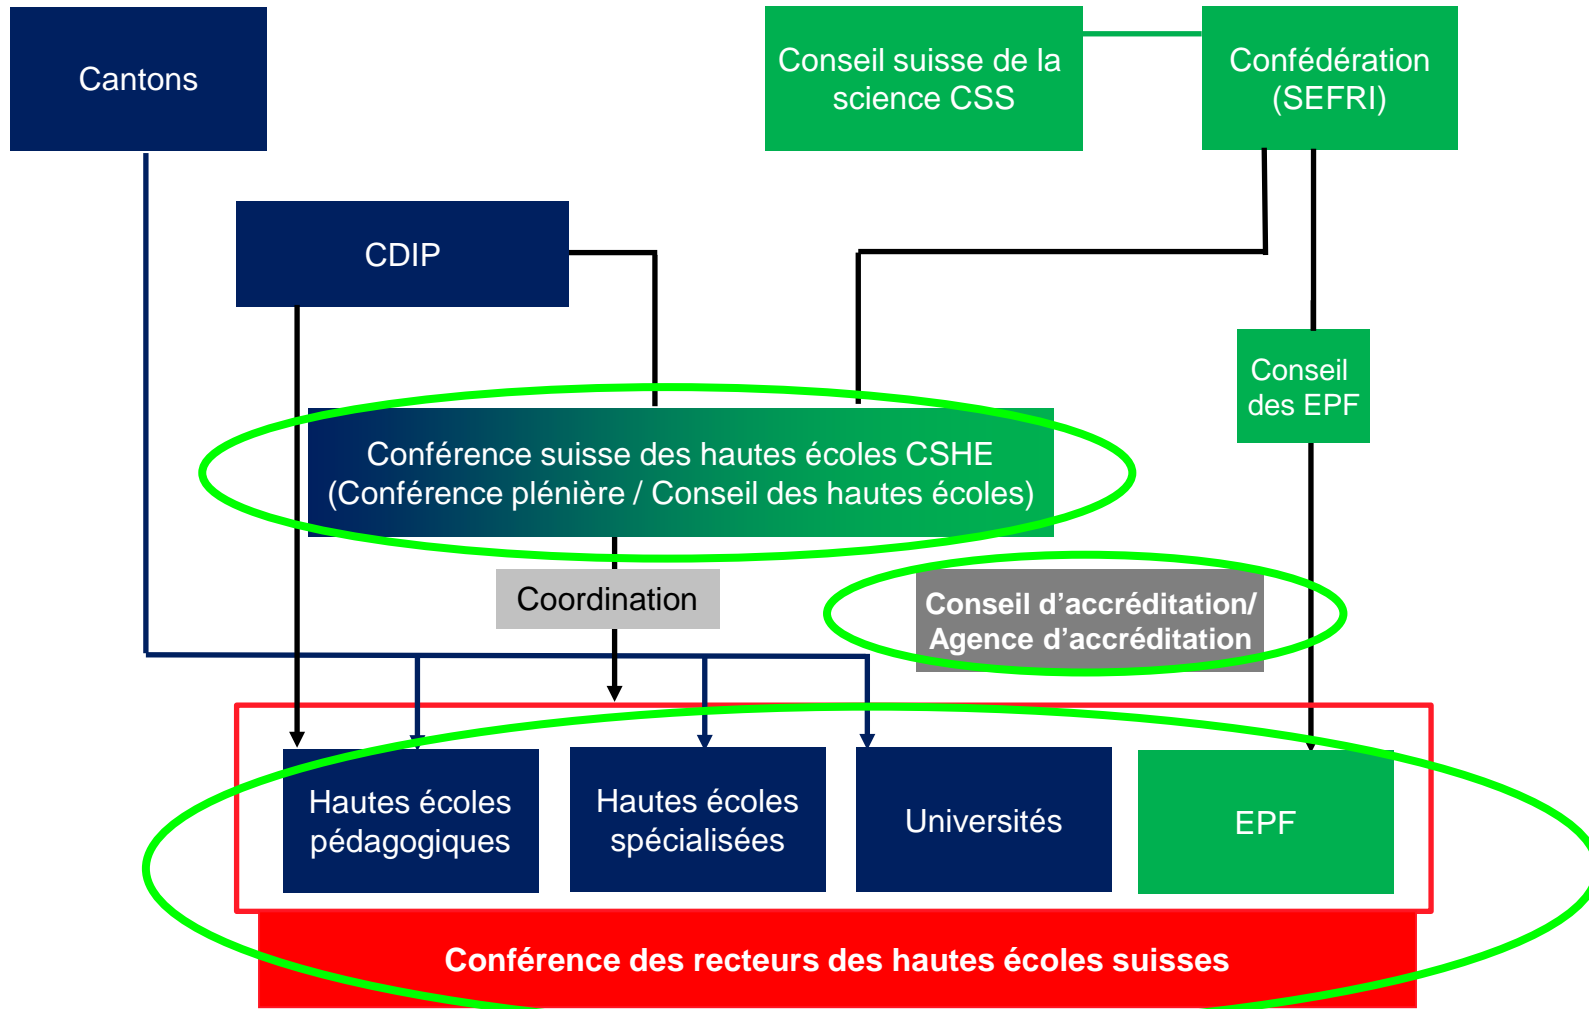 Cantons
Conseil suisse de la
science CSS
Confédération
(SEFRI)
CDIP
Conseil
des EPF
Conférence suisse des hautes écoles CSHE
(Conférence plénière / Conseil des hautes écoles)
Coordination
Conseil d’accréditation/
Agence d’accréditation
Hautes écoles
pédagogiques
Hautes écoles
spécialisées
Universités
EPF
Conférence des recteurs des hautes écoles suisses